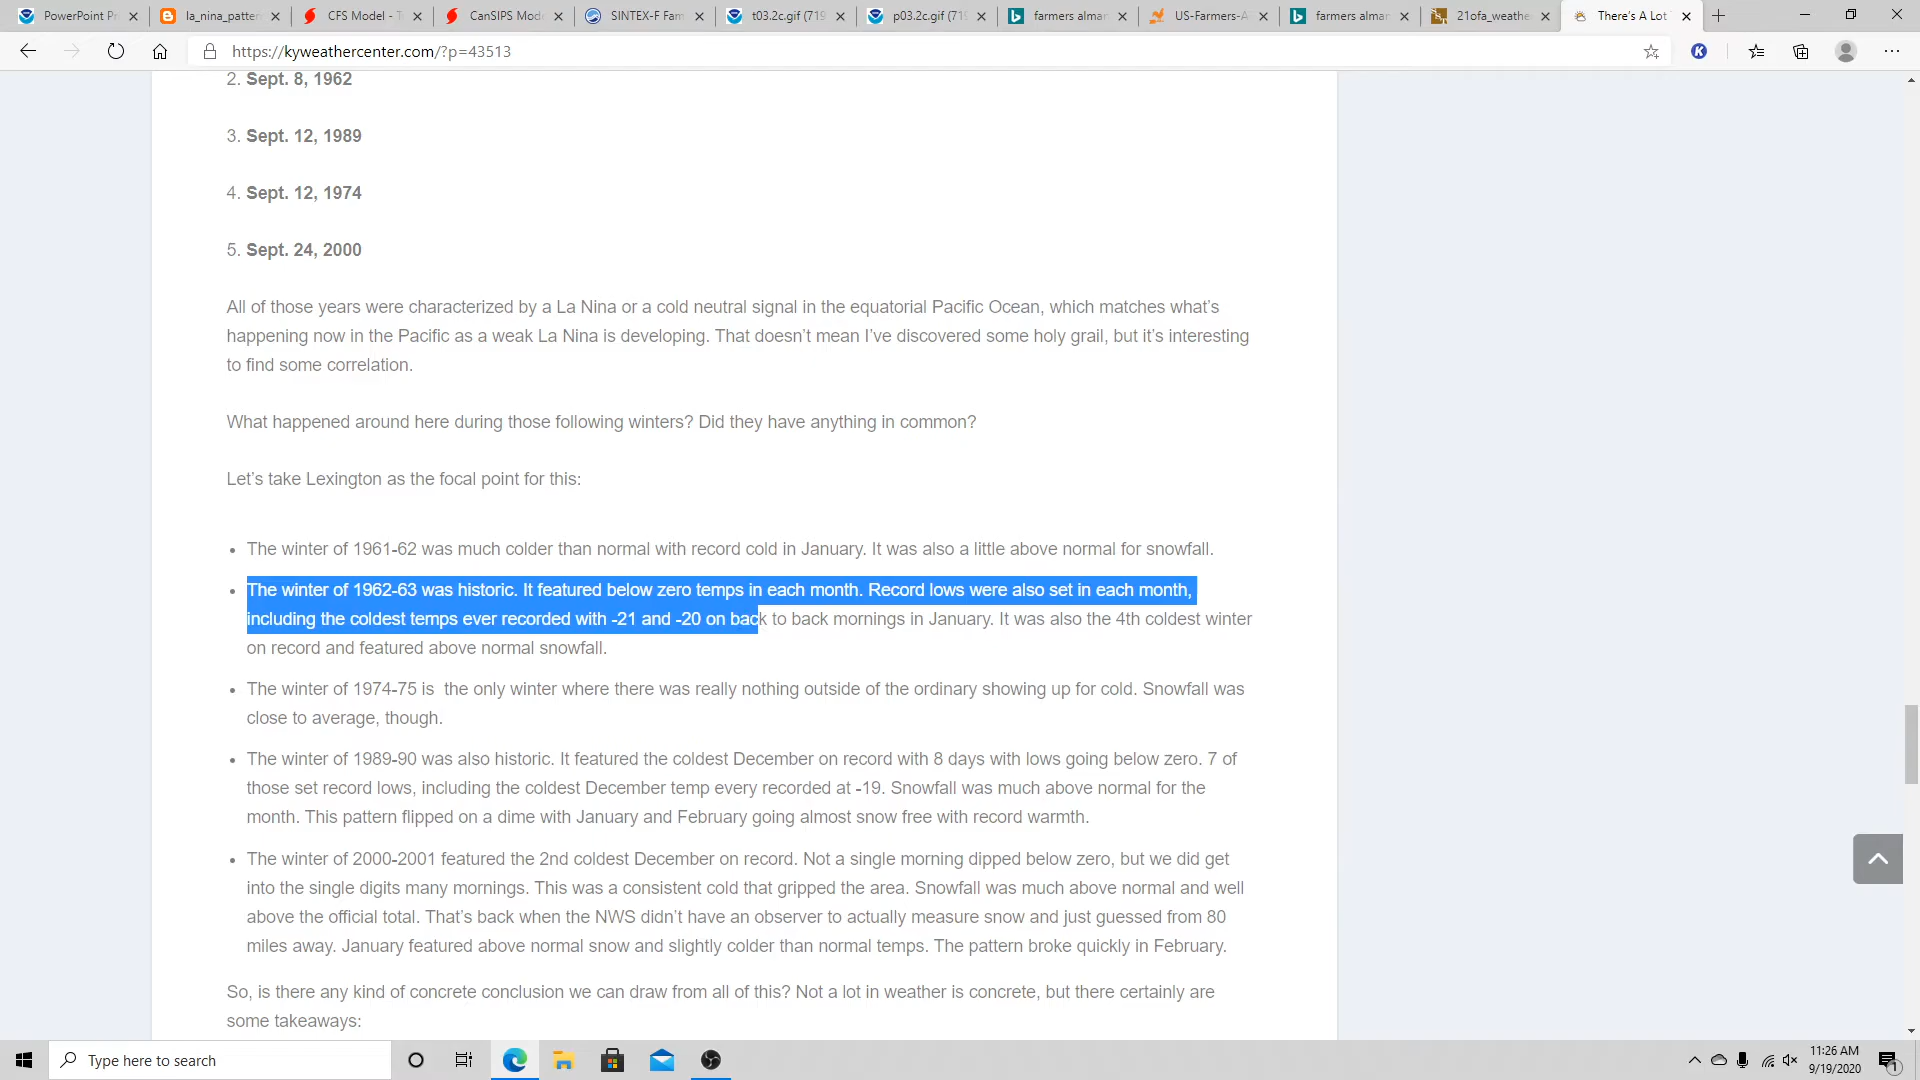 PowerPoint Pr
la_nina_patter
CFS Model - T
CanSIPS Mod
SINTEX-F Fam
t03.2c.gif (719
p03.2c.gif (719
farmers alman
US-Farmers-A
farmers alman
21ofa_weathe
There's A Lot
https://kyweathercenter.com/?p=43513
K
2. Sept. 8, 1962
3. Sept. 12, 1989
4. Sept. 12, 1974
5. Sept. 24, 2000
All of those years were characterized by a La Nina or a cold neutral signal in the equatorial Pacific Ocean, which matches what's
happening now in the Pacific as a weak La Nina is developing. That doesn't mean I've discovered some holy grail, but it's interesting
to find some correlation.
What happened around here during those following winters? Did they have anything in common?
Let's take Lexington as the focal point for this:
• The winter of 1961-62 was much colder than normal with record cold in January. It was also a little above normal for snowfall.
• The winter of 1962-63 was historic. It featured below zero temps in each month. Record lows were also set in each month,
including the coldest temps ever recorded with -21 and -20 on back to back mornings in January. It was also the 4th coldest winter
on record and featured above normal snowfall.
• The winter of 1974-75 is  the only winter where there was really nothing outside of the ordinary showing up for cold. Snowfall was
close to average, though.
• The winter of 1989-90 was also historic. It featured the coldest December on record with 8 days with lows going below zero. 7 of
those set record lows, including the coldest December temp every recorded at -19. Snowfall was much above normal for the
month. This pattern flipped on a dime with January and February going almost snow free with record warmth.
• The winter of 2000-2001 featured the 2nd coldest December on record. Not a single morning dipped below zero, but we did get
into the single digits many mornings. This was a consistent cold that gripped the area. Snowfall was much above normal and well
above the official total. That's back when the NWS didn't have an observer to actually measure snow and just guessed from 80
miles away. January featured above normal snow and slightly colder than normal temps. The pattern broke quickly in February.
So, is there any kind of concrete conclusion we can draw from all of this? Not a lot in weather is concrete, but there certainly are
some takeaways:
Type here to search
11:26 AM
9/19/2020
1